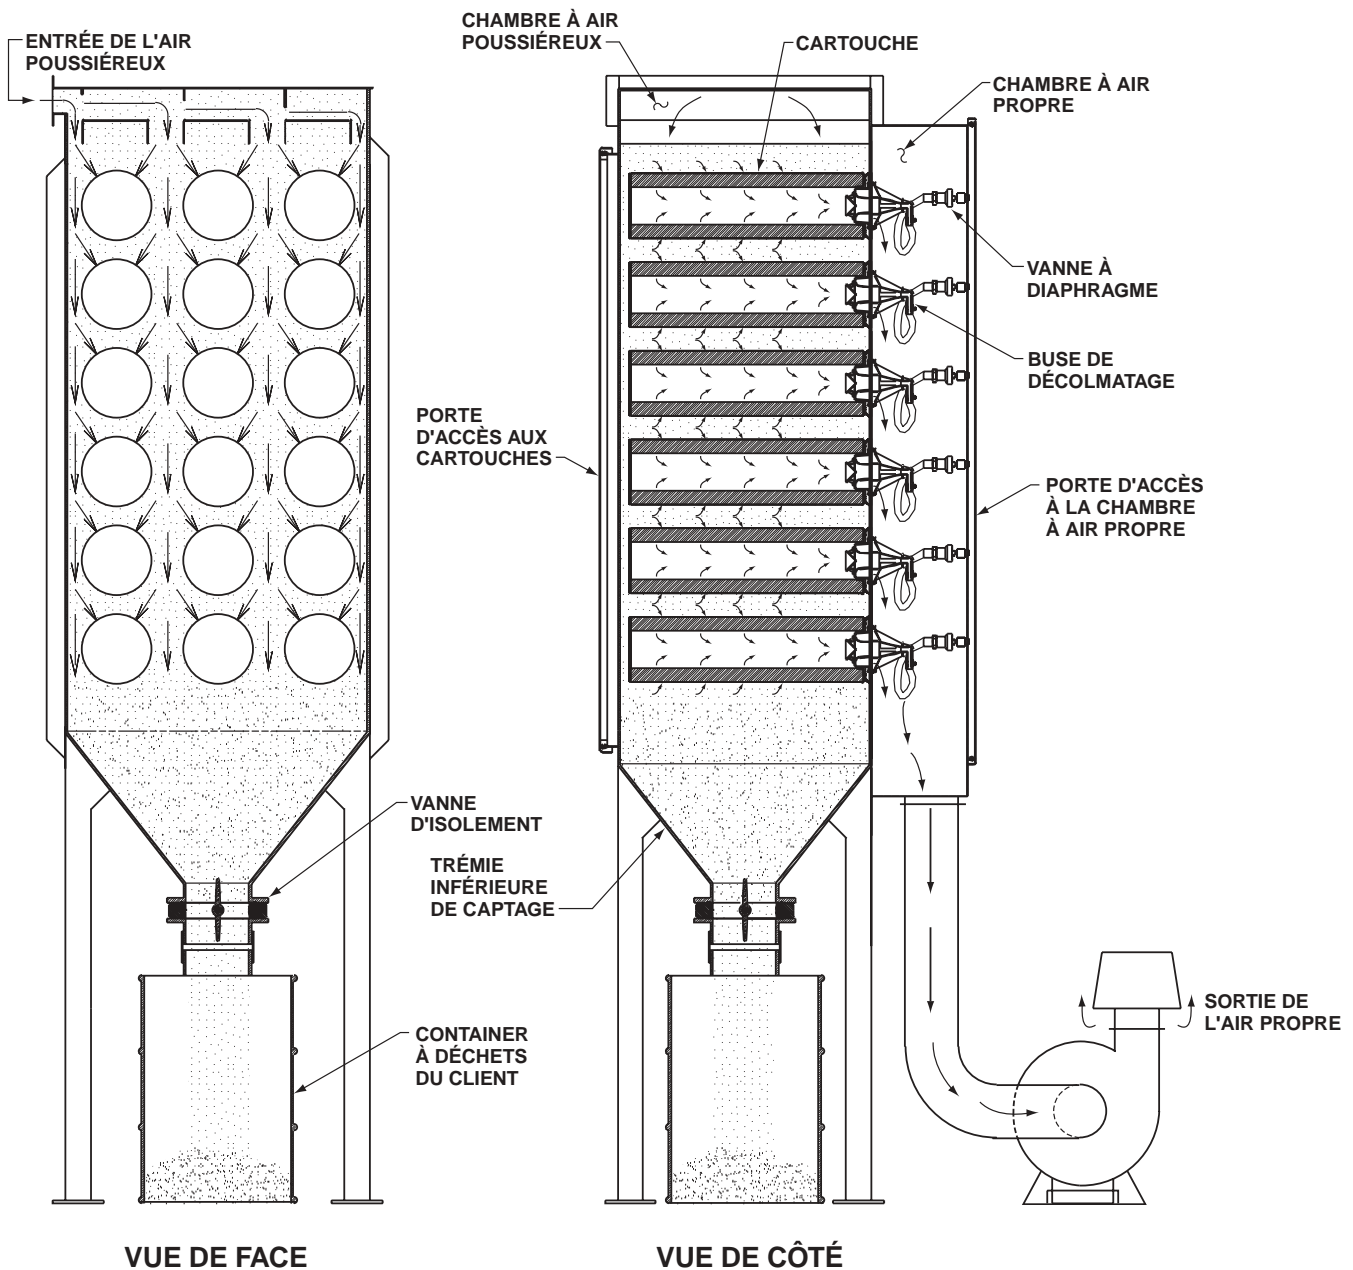 ENTRÉE DE L'AIR
POUSSIÉREUX
CHAMBRE À AIR
POUSSIÉREUX
CARTOUCHE
CHAMBRE À AIR
PROPRE
VANNE À
DIAPHRAGME
BUSE DE
DÉCOLMATAGE
PORTE
D'ACCÈS AUX
CARTOUCHES
PORTE D'ACCÈS
À LA CHAMBRE
À AIR PROPRE
VANNE
D'ISOLEMENT
TRÉMIE
INFÉRIEURE
DE CAPTAGE
SORTIE DE
L'AIR PROPRE
CONTAINER
À DÉCHETS
DU CLIENT
VUE DE FACE
VUE DE CÔTÉ